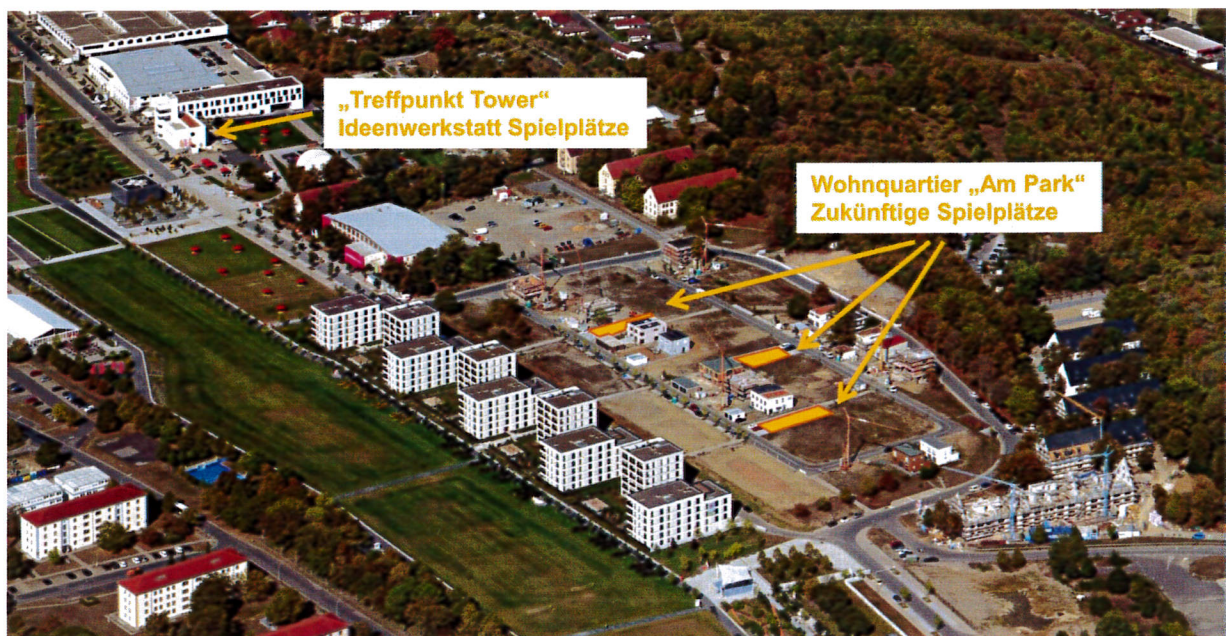 „Treffpunkt Tower“
Ideenwerkstatt Spielplätze
Wohnquartier „Am Park“
Zukünftige Spielplätze